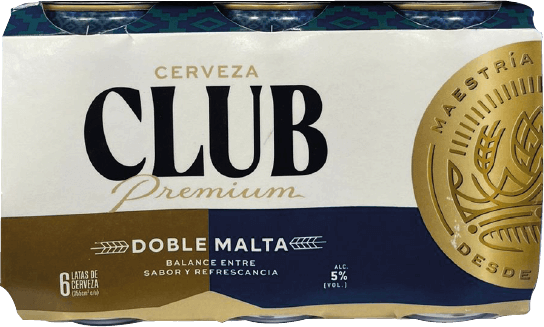 CERVEZA
CLUB
Premium
DOBLE MALTA
BALANCE ENTRE
SABOR Y REFRESCANCIA
6 LATAS DE
CERVEZA
ALC.
5%
(VOL.)
MAESTRÍA
DESDE